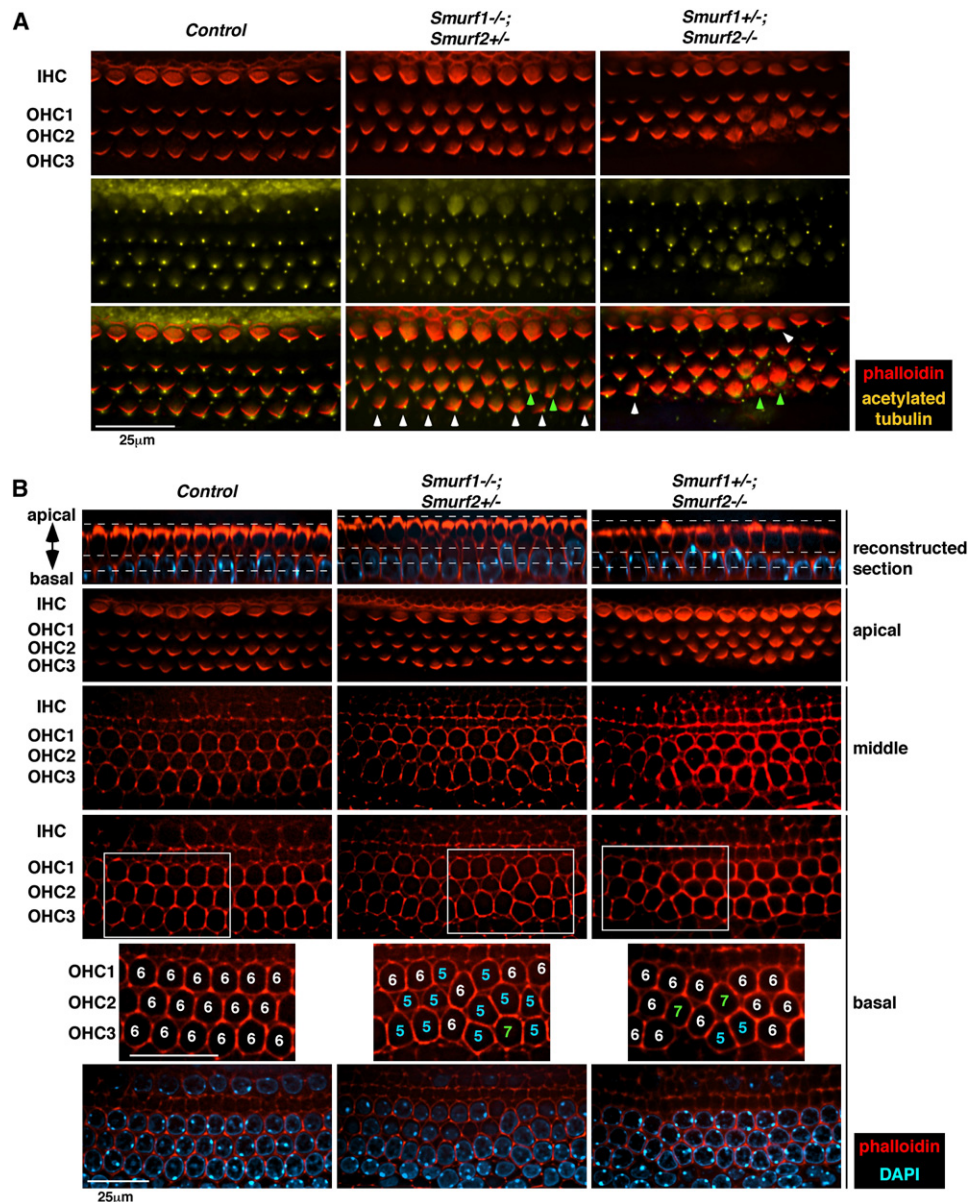 A
Control
Smurf1-/-;
Smurf2+/-
Smurf1+/-;
Smurf2-/-
IHC
OHC1
OHC2
OHC3
25μm
phalloidin
acetylated
tubulin
B
Control
Smurf1-/-;
Smurf2+/-
Smurf1+/-;
Smurf2-/-
apical
basal
reconstructed
section
IHC
OHC1
OHC2
OHC3
apical
IHC
OHC1
OHC2
OHC3
middle
IHC
OHC1
OHC2
OHC3
basal
OHC1
OHC2
OHC3
6 6 6 6 6 6
6 6 6 6 6
6 6 6 6 6 6
6 6 5 5 6 6
5 5 6 5 5 5
5 5 6 5 7 5
6 6 6 6 6
6 7 7 6 6
6 6 6 5 5 6
25μm
phalloidin
DAPI